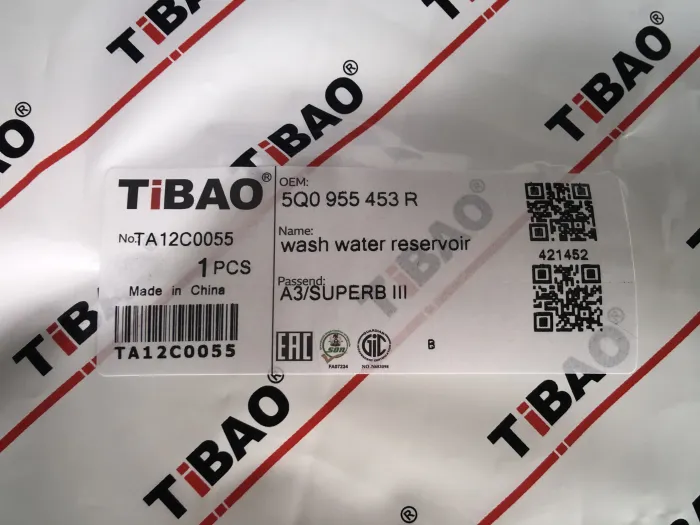 TiBAO®
TiBAO®
TiBAO®
TiBAO®
OEM:
5Q0 955 453 R
No.TA12C0055
Name:
wash water reservoir
1 PCS
421452
Made in China
Passend:
A3/SUPERB III
TA12C0055
EAC
GiC
B
TiBAO
TiBAO
TiBAO®
TiBAO®